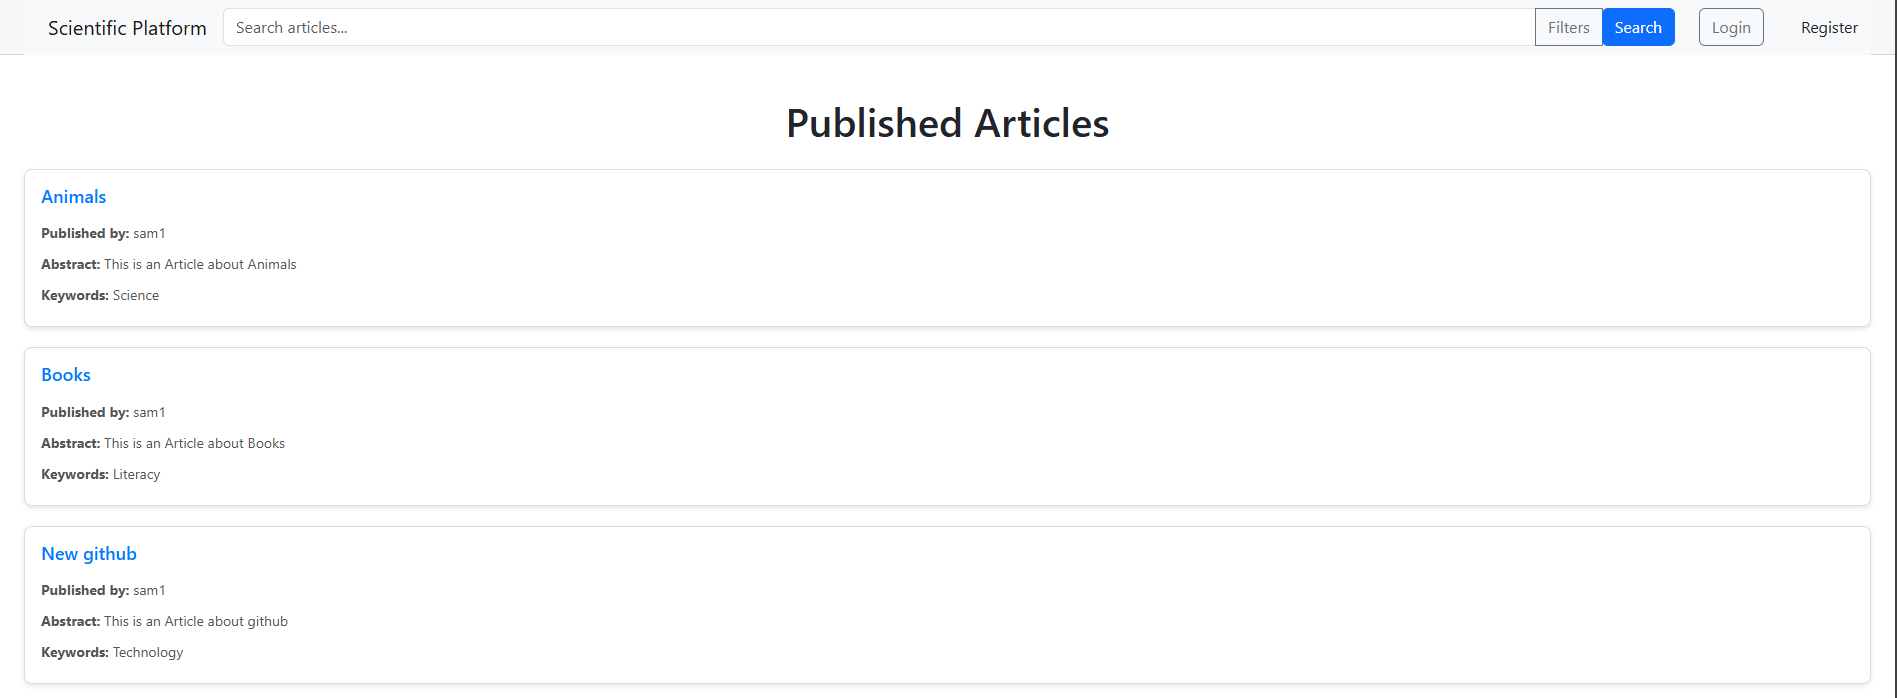 Scientific Platform Search articles... Filters Search Login Register
Published Articles
Animals
Published by: sam1
Abstract: This is an Article about Animals
Keywords: Science
Books
Published by: sam1
Abstract: This is an Article about Books
Keywords: Literacy
New github
Published by: sam1
Abstract: This is an Article about github
Keywords: Technology